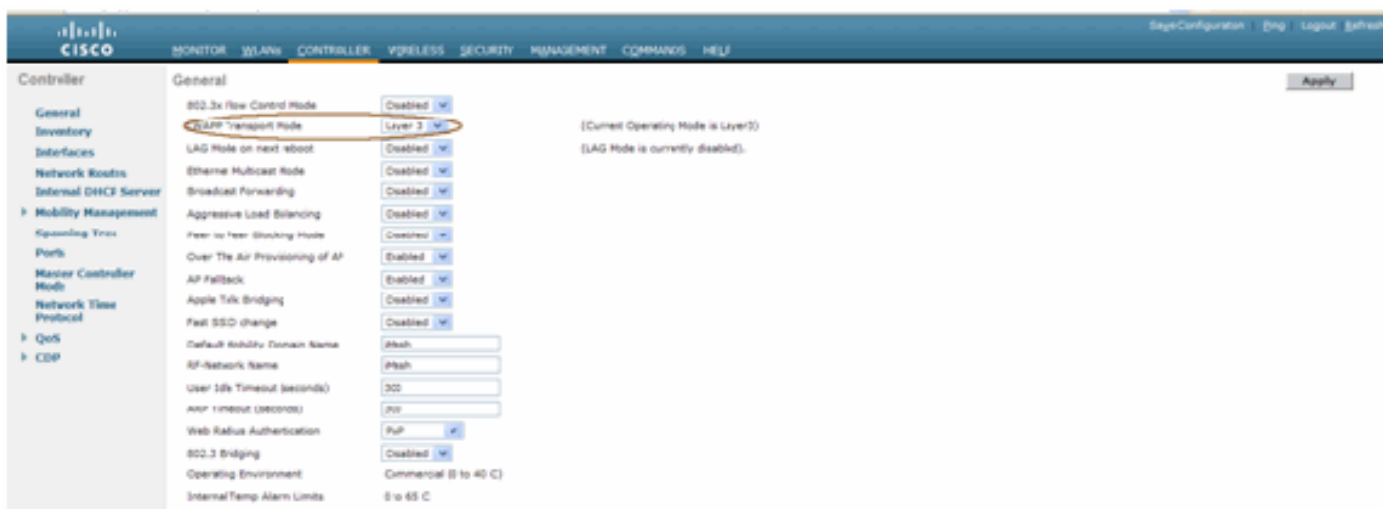 SaveConfiguration Ping Logout Refresh
CISCO
MONITOR WLANs CONTROLLER WIRELESS SECURITY MANAGEMENT COMMANDS HELP
Controller
General
Inventory
Interfaces
Network Routes
Internal DHCP Server
Mobility Management
Spanning Tree
Ports
Master Controller
Mode
Network Time
Protocol
QoS
CDP
General
Apply
802.3x Flow Control Mode Disabled
LWAPP Transport Mode Layer 3 (Current Operating Mode is Layer3)
LAG Mode on next reboot Disabled (LAG Mode is currently disabled).
Ethernet Multicast Mode Disabled
Broadcast Forwarding Disabled
Aggressive Load Balancing Disabled
Peer to Peer Blocking Mode Disabled
Over The Air Provisioning of AP Enabled
AP Fallback Enabled
Apple Talk Bridging Disabled
Fast SSID change Disabled
Default Mobility Domain Name
RF-Network Name
User Idle Timeout (seconds) 300
ARP Timeout (seconds) 300
Web Radius Authentication PAP
802.3 Bridging Disabled
Operating Environment Commercial (0 to 40 C)
Internal Temp Alarm Limits 0 to 65 C